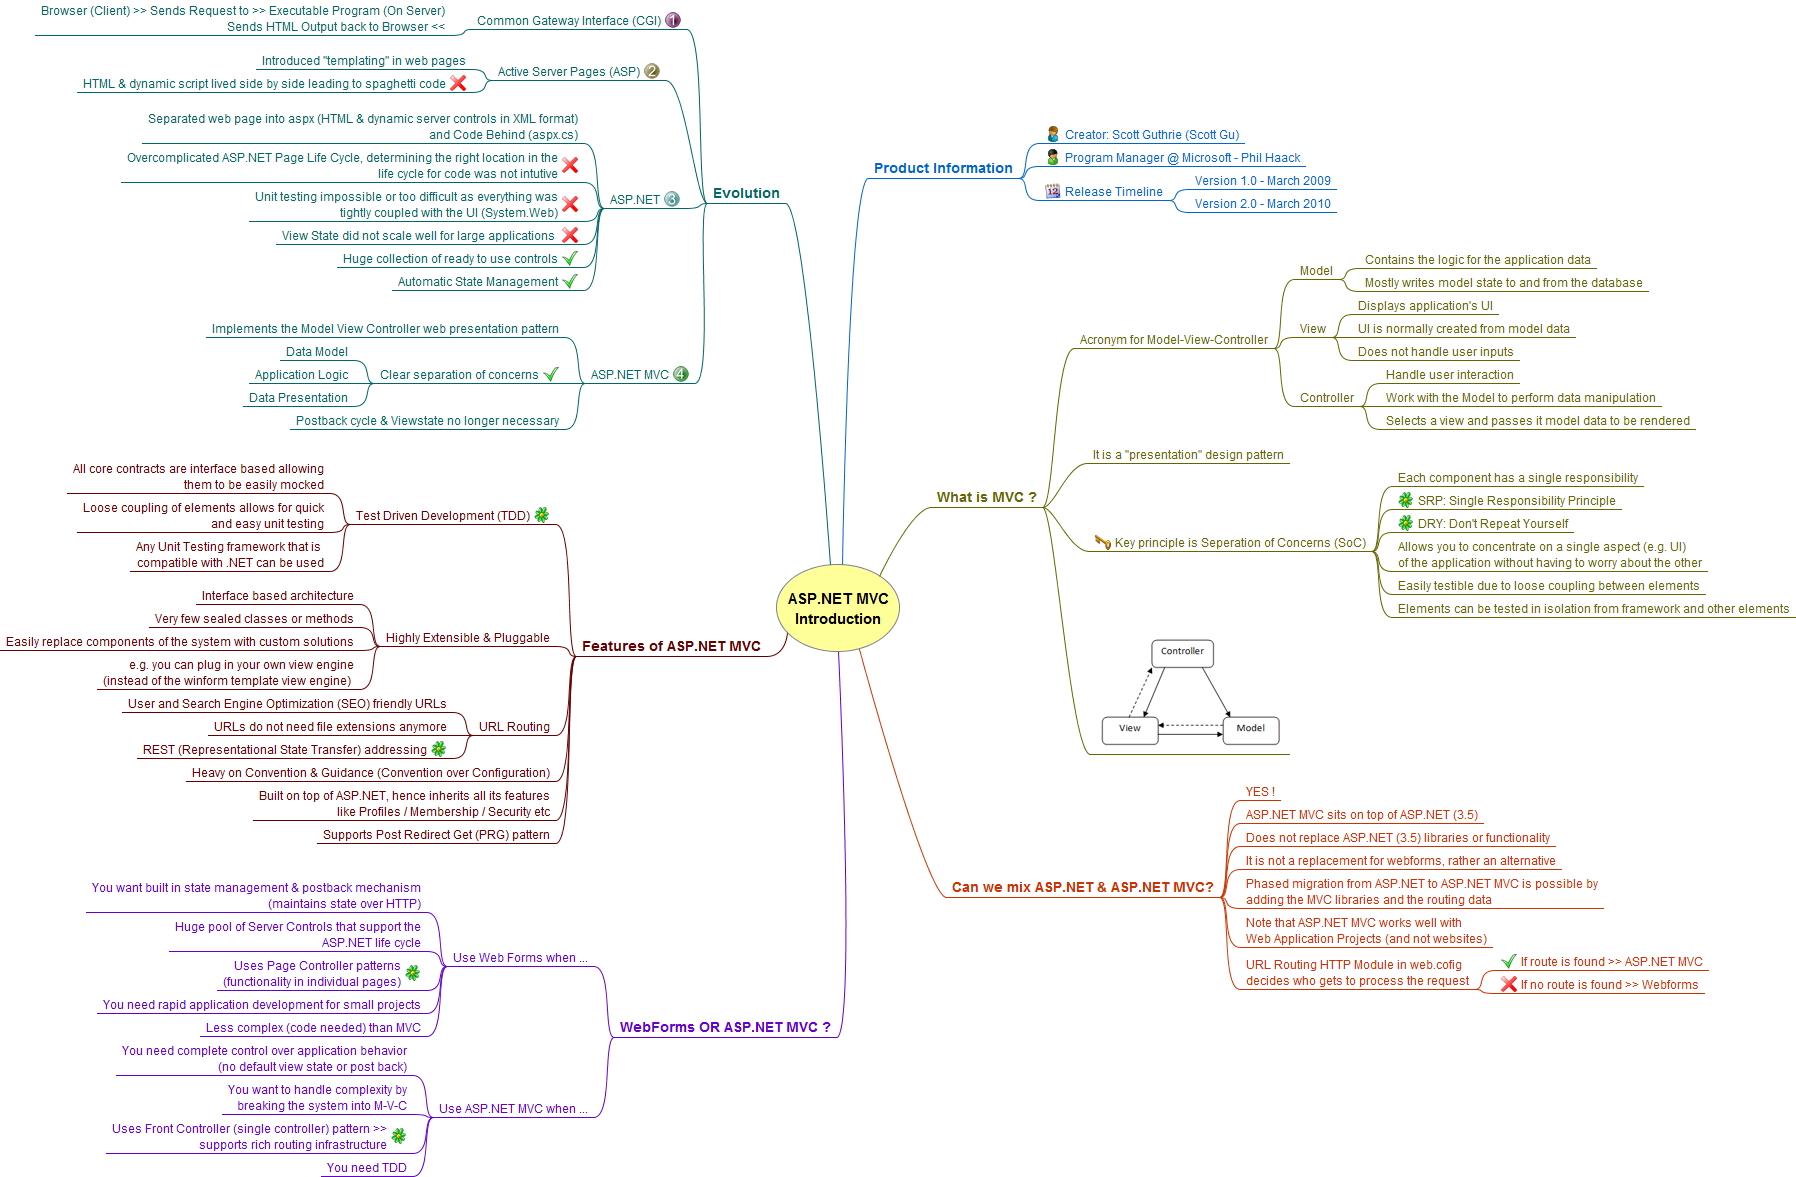 ASP.NET MVC
Introduction
Evolution
Common Gateway Interface (CGI) 1
Browser (Client) >> Sends Request to >> Executable Program (On Server)
Sends HTML Output back to Browser <<
Active Server Pages (ASP) 2
Introduced "templating" in web pages
HTML & dynamic script lived side by side leading to spaghetti code
ASP.NET 3
Separated web page into aspx (HTML & dynamic server controls in XML format)
and Code Behind (aspx.cs)
Overcomplicated ASP.NET Page Life Cycle, determining the right location in the
life cycle for code was not intutive
Unit testing impossible or too difficult as everything was
tightly coupled with the UI (System.Web)
View State did not scale well for large applications
Huge collection of ready to use controls
Automatic State Management
ASP.NET MVC 4
Implements the Model View Controller web presentation pattern
Clear separation of concerns
Data Model
Application Logic
Data Presentation
Postback cycle & Viewstate no longer necessary
Features of ASP.NET MVC
Test Driven Development (TDD)
All core contracts are interface based allowing
them to be easily mocked
Loose coupling of elements allows for quick
and easy unit testing
Any Unit Testing framework that is
compatible with .NET can be used
Highly Extensible & Pluggable
Interface based architecture
Very few sealed classes or methods
Easily replace components of the system with custom solutions
e.g. you can plug in your own view engine
(instead of the winform template view engine)
URL Routing
User and Search Engine Optimization (SEO) friendly URLs
URLs do not need file extensions anymore
REST (Representational State Transfer) addressing
Heavy on Convention & Guidance (Convention over Configuration)
Built on top of ASP.NET, hence inherits all its features
like Profiles / Membership / Security etc
Supports Post Redirect Get (PRG) pattern
WebForms OR ASP.NET MVC ?
Use Web Forms when ...
You want built in state management & postback mechanism
(maintains state over HTTP)
Huge pool of Server Controls that support the
ASP.NET life cycle
Uses Page Controller patterns
(functionality in individual pages)
You need rapid application development for small projects
Less complex (code needed) than MVC
Use ASP.NET MVC when ...
You need complete control over application behavior
(no default view state or post back)
You want to handle complexity by
breaking the system into M-V-C
Uses Front Controller (single controller) pattern >>
supports rich routing infrastructure
You need TDD
Product Information
Creator: Scott Guthrie (Scott Gu)
Program Manager @ Microsoft - Phil Haack
12
Release Timeline
Version 1.0 - March 2009
Version 2.0 - March 2010
What is MVC ?
Acronym for Model-View-Controller
Model
Contains the logic for the application data
Mostly writes model state to and from the database
View
Displays application's UI
UI is normally created from model data
Does not handle user inputs
Controller
Handle user interaction
Work with the Model to perform data manipulation
Selects a view and passes it model data to be rendered
It is a "presentation" design pattern
Key principle is Seperation of Concerns (SoC)
Each component has a single responsibility
SRP: Single Responsibility Principle
DRY: Don't Repeat Yourself
Allows you to concentrate on a single aspect (e.g. UI)
of the application without having to worry about the other
Easily testible due to loose coupling between elements
Elements can be tested in isolation from framework and other elements
Controller
View
Model
Can we mix ASP.NET & ASP.NET MVC?
YES !
ASP.NET MVC sits on top of ASP.NET (3.5)
Does not replace ASP.NET (3.5) libraries or functionality
It is not a replacement for webforms, rather an alternative
Phased migration from ASP.NET to ASP.NET MVC is possible by
adding the MVC libraries and the routing data
Note that ASP.NET MVC works well with
Web Application Projects (and not websites)
URL Routing HTTP Module in web.cofig
decides who gets to process the request
If route is found >> ASP.NET MVC
If no route is found >> Webforms